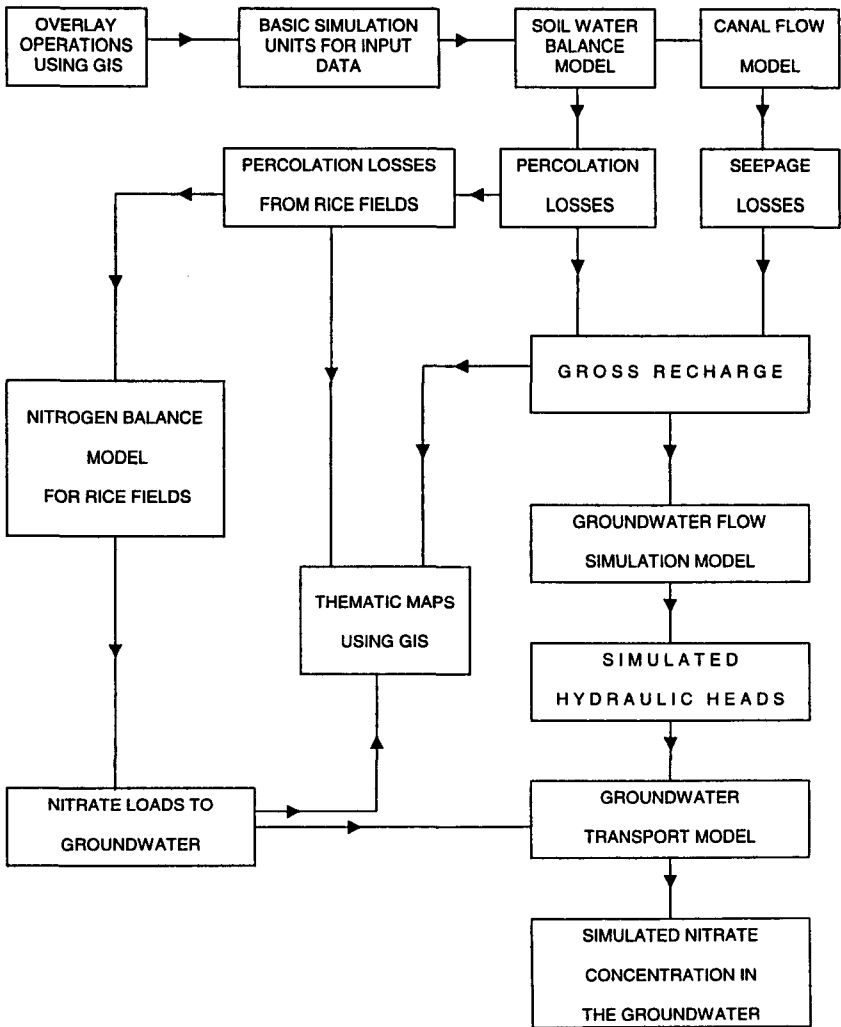 OVERLAY
OPERATIONS
USING GIS
BASIC SIMULATION
UNITS FOR INPUT
DATA
SOIL WATER
BALANCE
MODEL
CANAL FLOW
MODEL
PERCOLATION LOSSES
FROM RICE FIELDS
PERCOLATION
LOSSES
SEEPAGE
LOSSES
GROSS RECHARGE
NITROGEN BALANCE
MODEL
FOR RICE FIELDS
GROUNDWATER FLOW
SIMULATION MODEL
THEMATIC MAPS
USING GIS
SIMULATED
HYDRAULIC HEADS
NITRATE LOADS TO
GROUNDWATER
GROUNDWATER
TRANSPORT MODEL
SIMULATED NITRATE
CONCENTRATION IN
THE GROUNDWATER